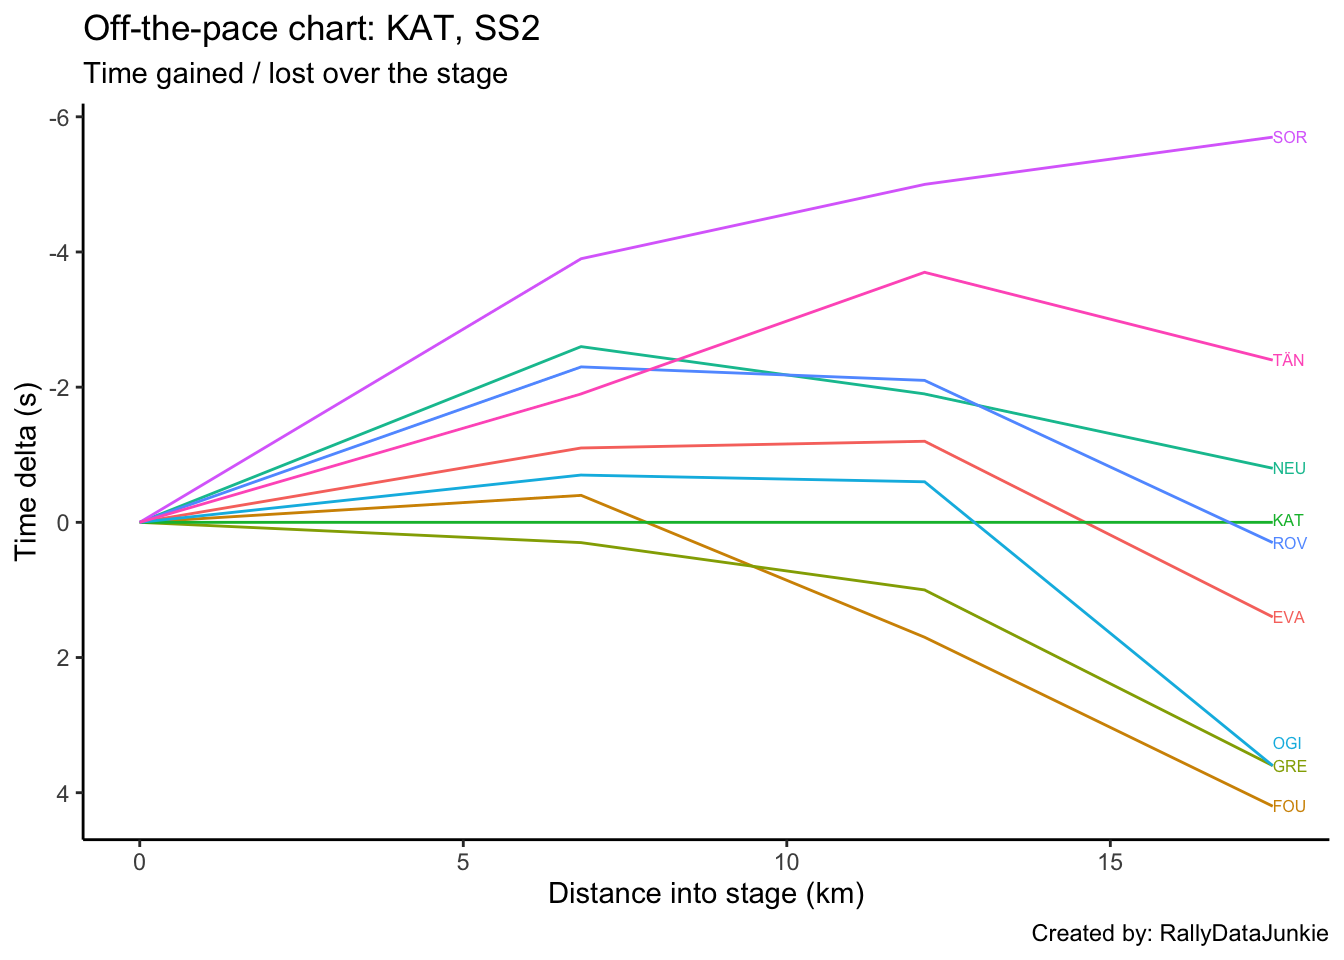 Off-the-pace chart: KAT, SS2
Time gained / lost over the stage
Time delta (s)
-6
-4
-2
0
2
4
SOR
TÄN
NEU
KAT
ROV
EVA
OGI
GRE
FOU
0
5
10
15
Distance into stage (km)
Created by: RallyDataJunkie